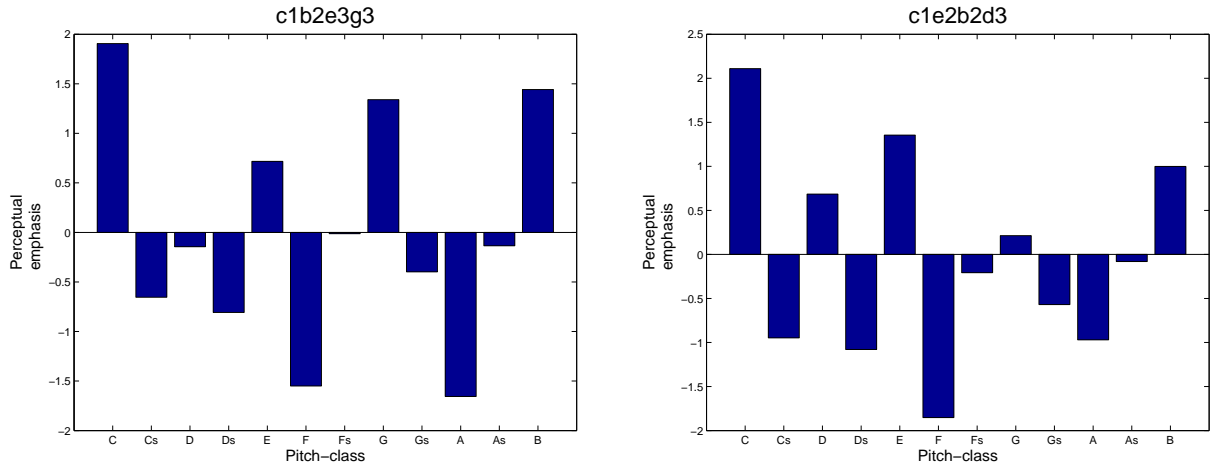 c1b2e3g3
2
1.5
1
0.5
0
−0.5
−1
−1.5
−2
Perceptual
emphasis
C Cs D Ds E F Fs G Gs A As B
Pitch−class
c1e2b2d3
2.5
2
1.5
1
0.5
0
−0.5
−1
−1.5
−2
Perceptual
emphasis
C Cs D Ds E F Fs G Gs A As B
Pitch−class